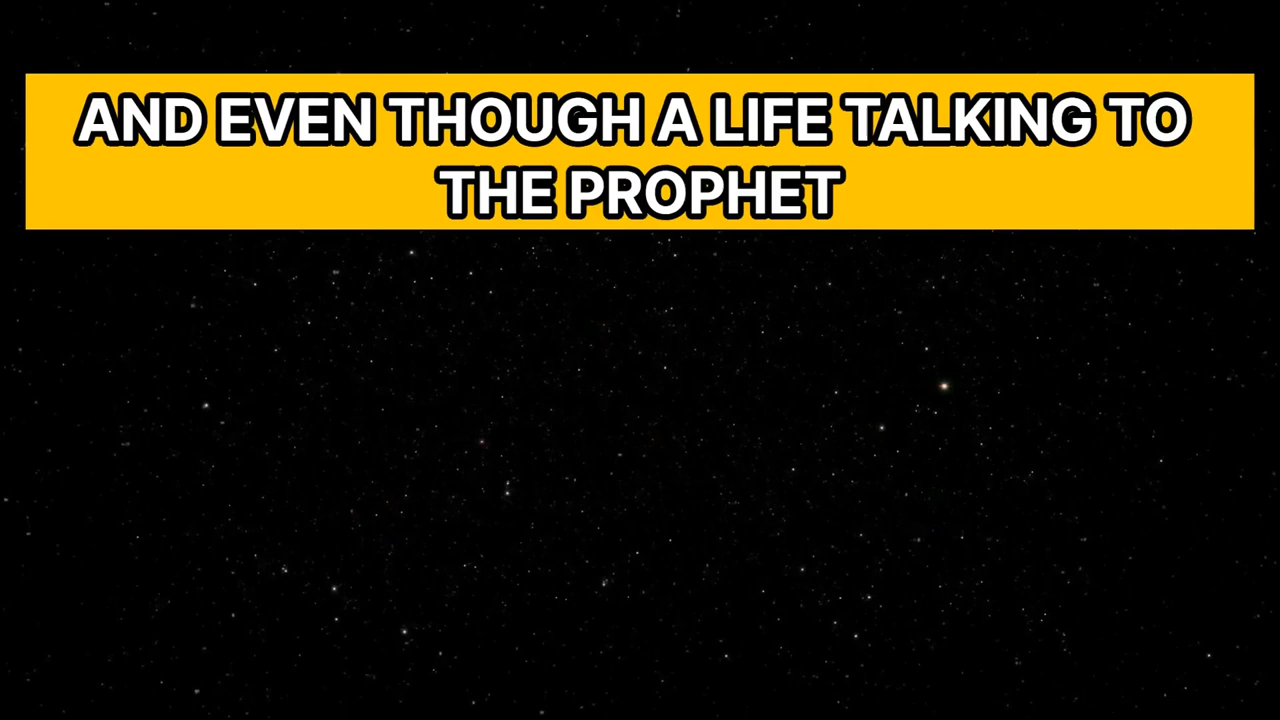 AND EVEN THOUGH A LIFE TALKING TO
THE PROPHET